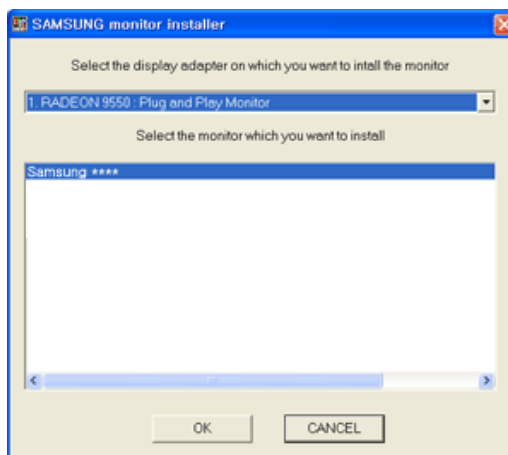 SAMSUNG monitor installer
Select the display adapter on which you want to intall the monitor
1. RADEON 9550 : Plug and Play Monitor
Select the monitor which you want to install
Samsung ****
OK
CANCEL